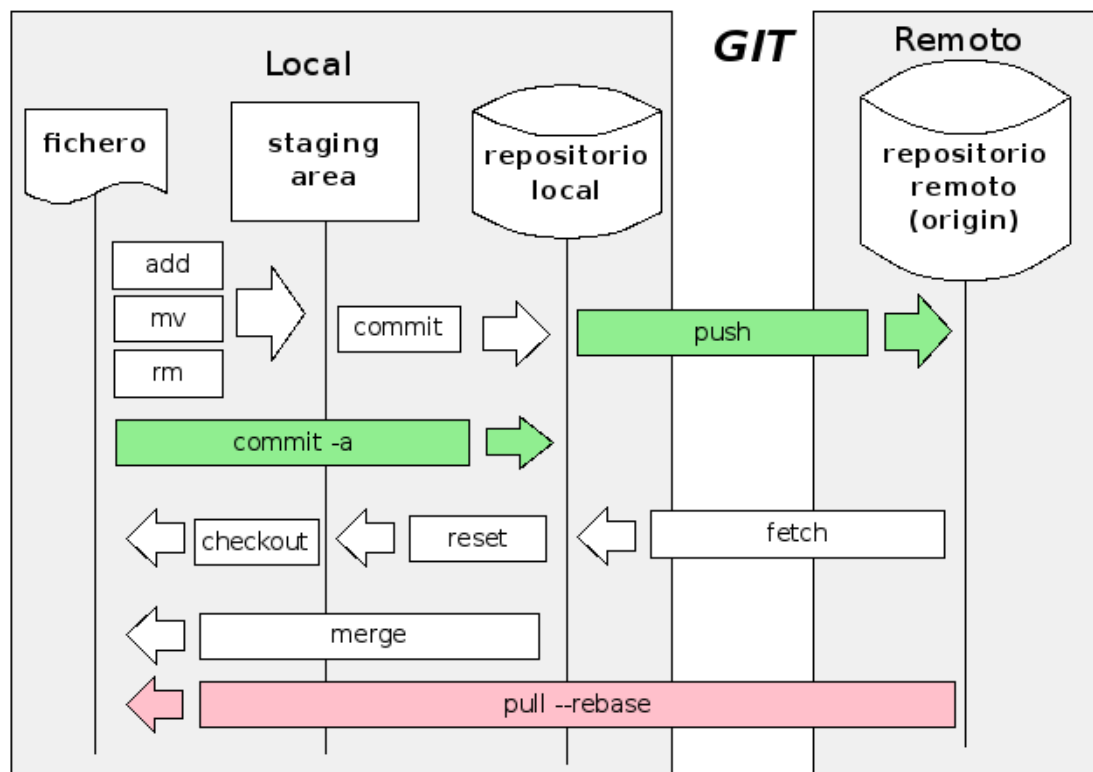 GIT
Local
Remoto
fichero
staging
area
repositorio
local
repositorio
remoto
(origin)
add
mv
rm
commit
push
commit -a
checkout
reset
fetch
merge
pull --rebase